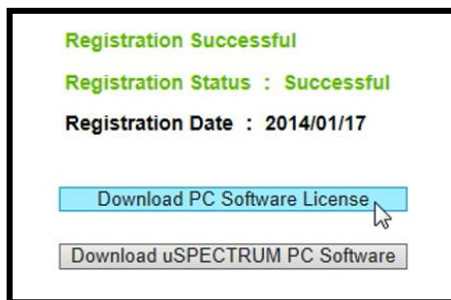 Registration Successful
Registration Status : Successful
Registration Date : 2014/01/17
Download PC Software License
Download uSPECTRUM PC Software